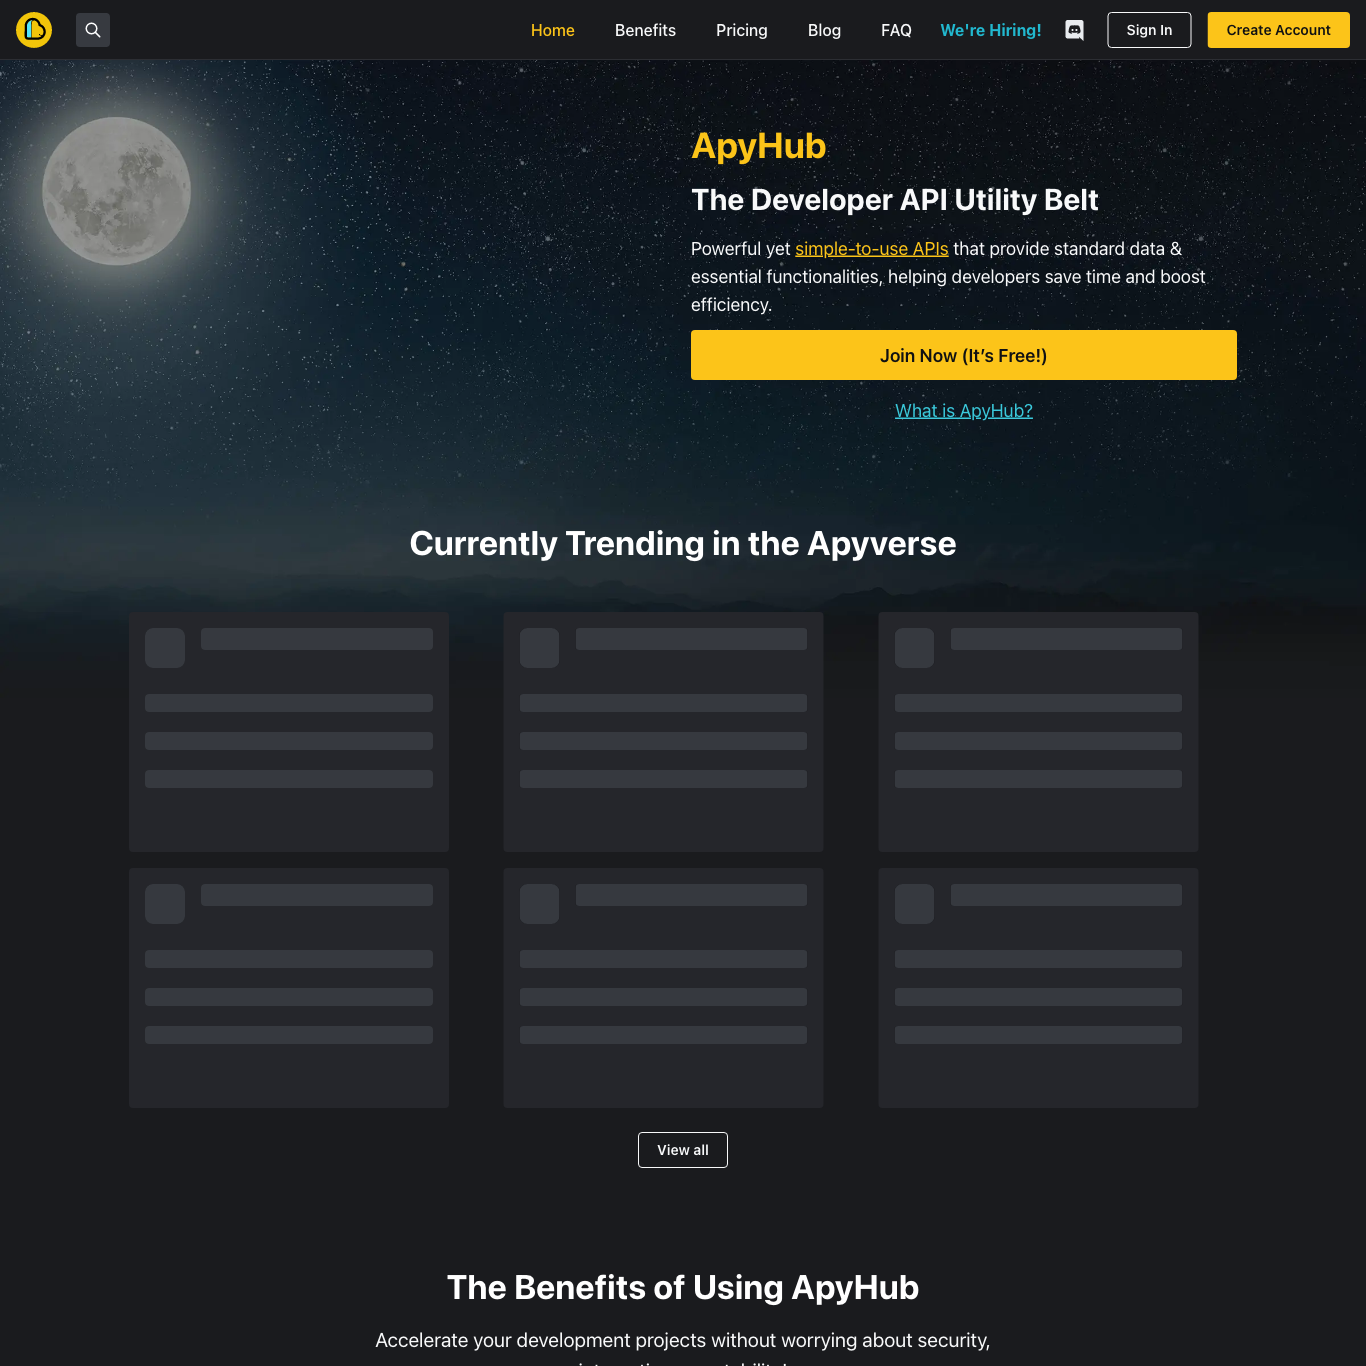 Home
Benefits
Pricing
Blog
FAQ
We're Hiring!
Sign In
Create Account
ApyHub
The Developer API Utility Belt
Powerful yet simple-to-use APIs that provide standard data &
essential functionalities, helping developers save time and boost
efficiency.
Join Now (It’s Free!)
What is ApyHub?
Currently Trending in the Apyverse
View all
The Benefits of Using ApyHub
Accelerate your development projects without worrying about security,